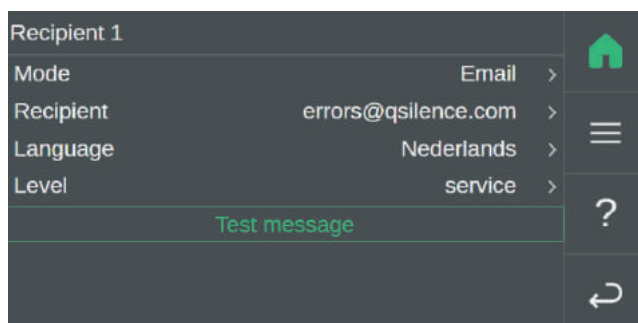 Recipient 1
Mode Email >
Recipient errors@qsilence.com >
Language Nederlands >
Level service >
Test message
?